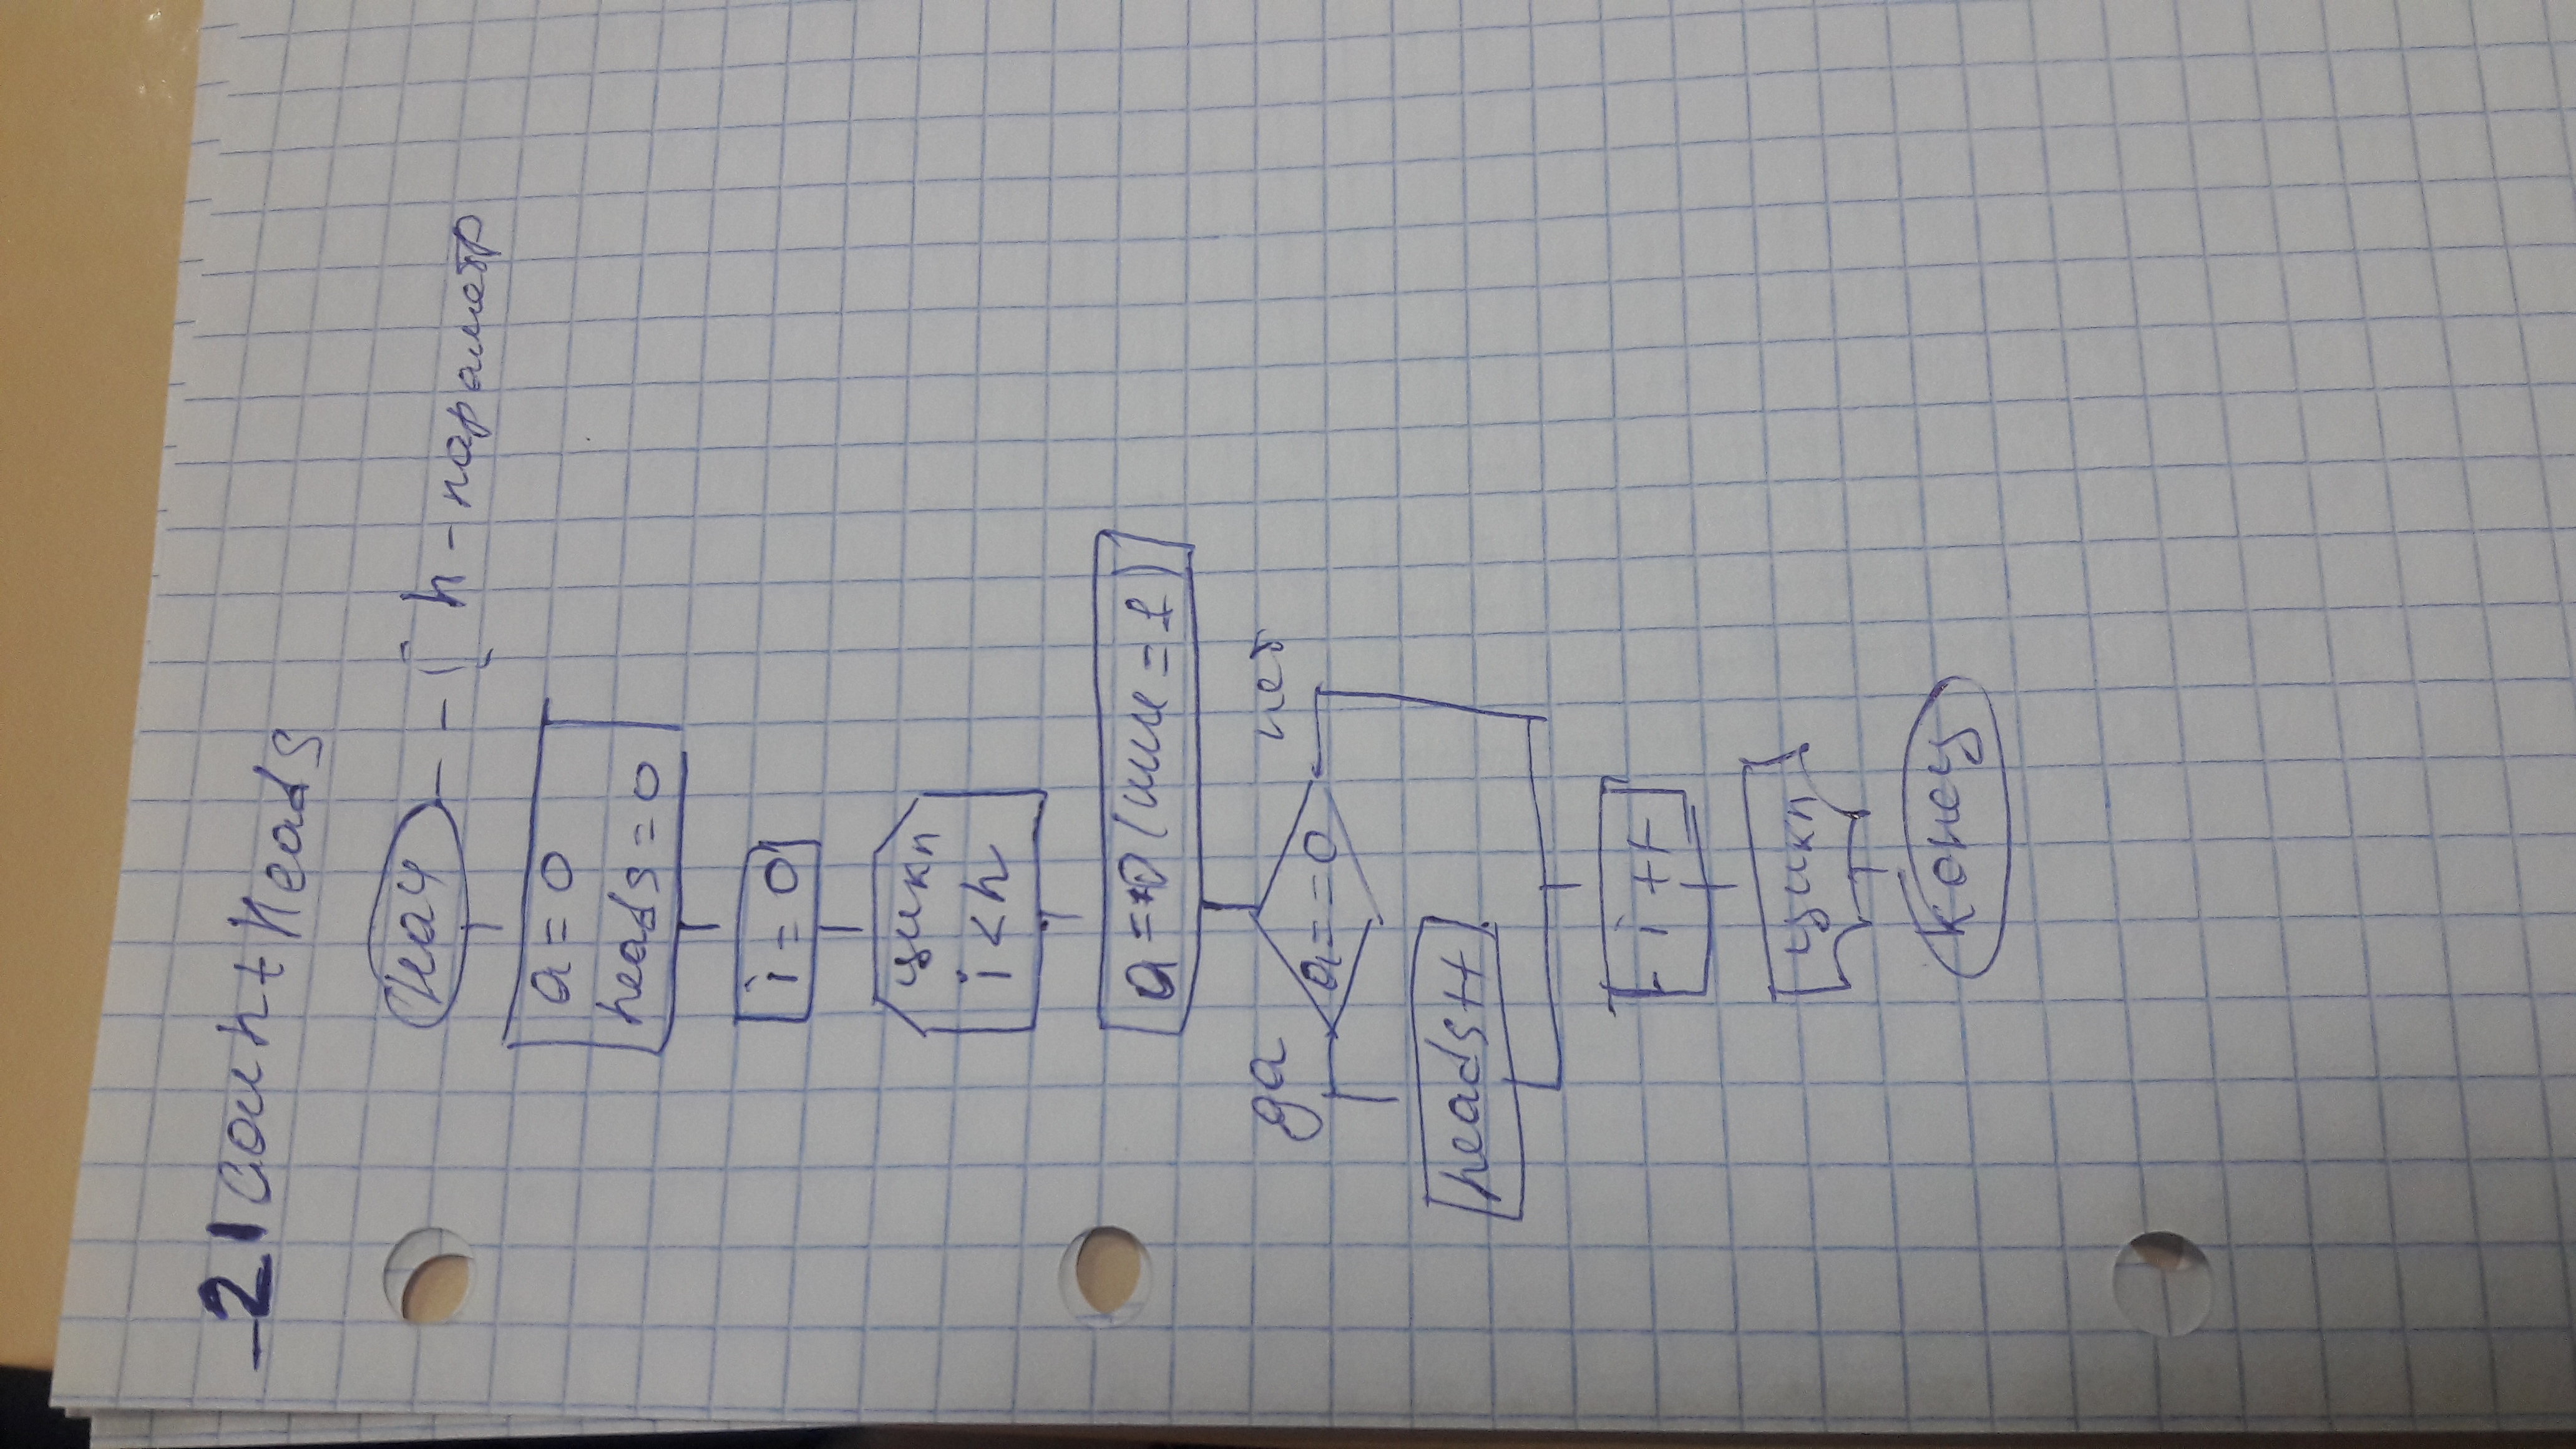 21 countHeads
нач
n - параметр
a = 0
heads = 0
i = 0
цикл
i < n
a = 0 (или = 1)
да
нет
a = = 0
heads++
i ++
цикл
конец